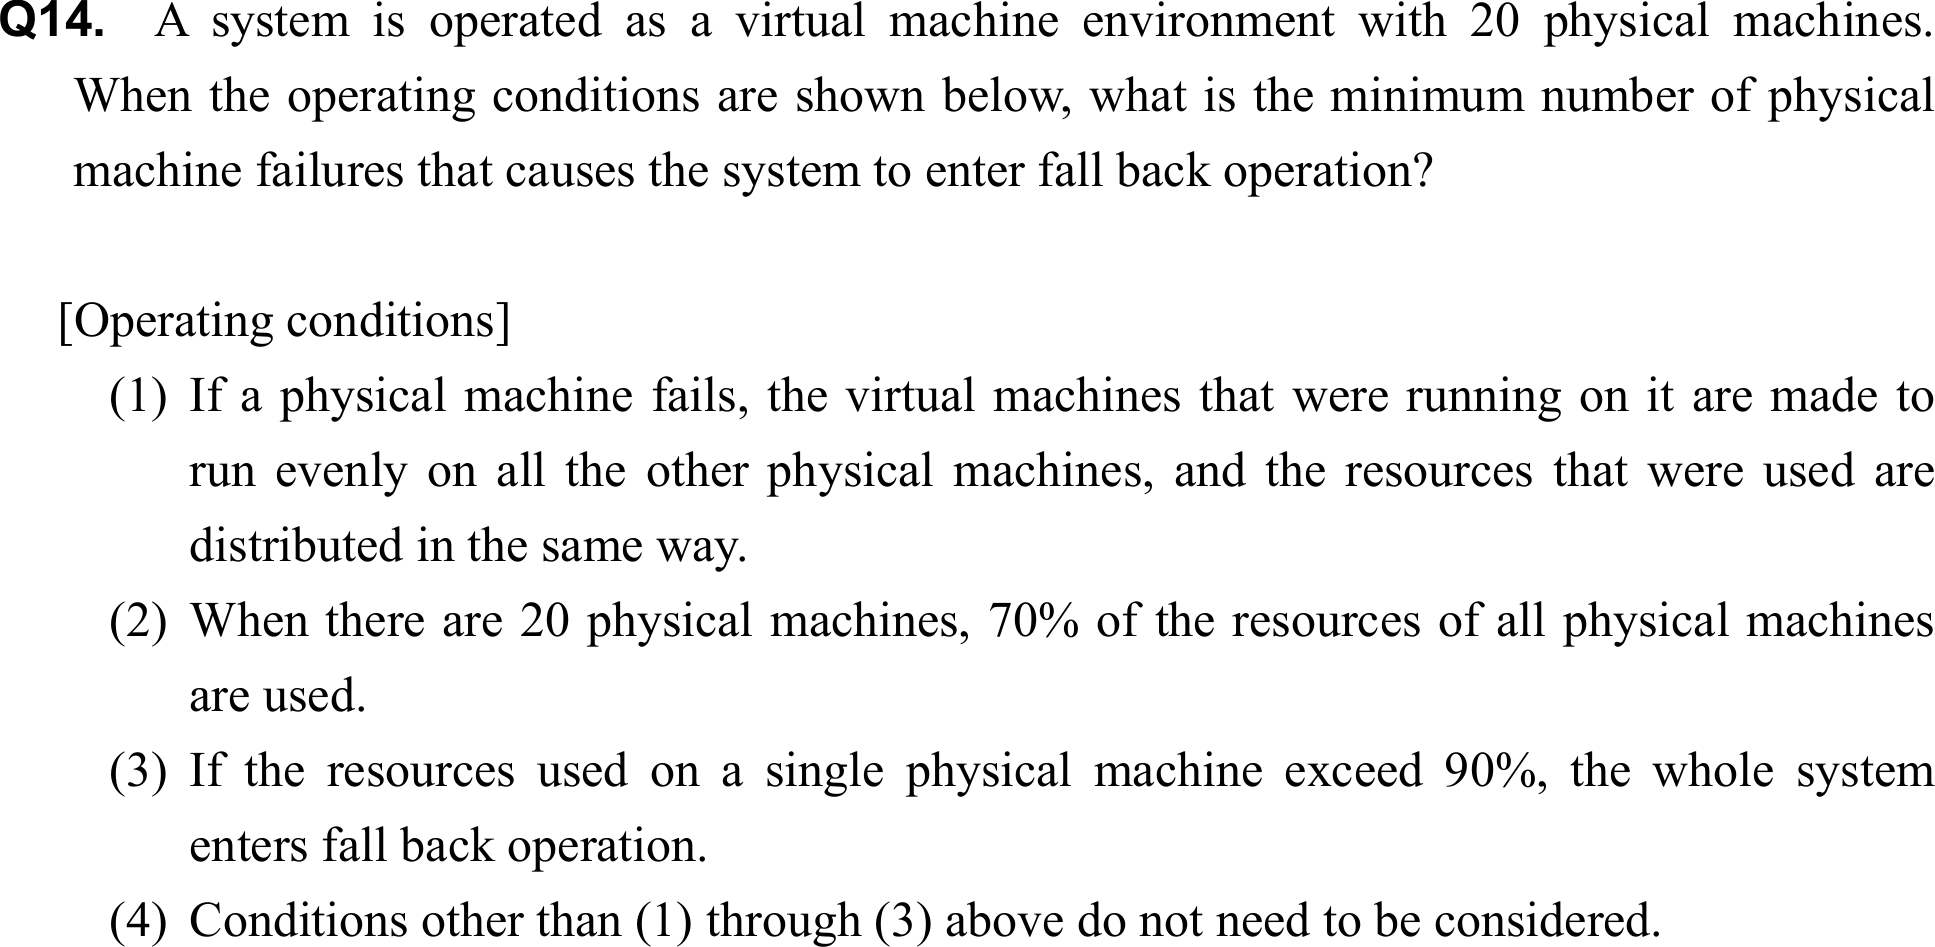 Q14. A system is operated as a virtual machine environment with 20 physical machines.
When the operating conditions are shown below, what is the minimum number of physical
machine failures that causes the system to enter fall back operation?
[Operating conditions]
(1) If a physical machine fails, the virtual machines that were running on it are made to
run evenly on all the other physical machines, and the resources that were used are
distributed in the same way.
(2) When there are 20 physical machines, 70% of the resources of all physical machines
are used.
(3) If the resources used on a single physical machine exceed 90%, the whole system
enters fall back operation.
(4) Conditions other than (1) through (3) above do not need to be considered.